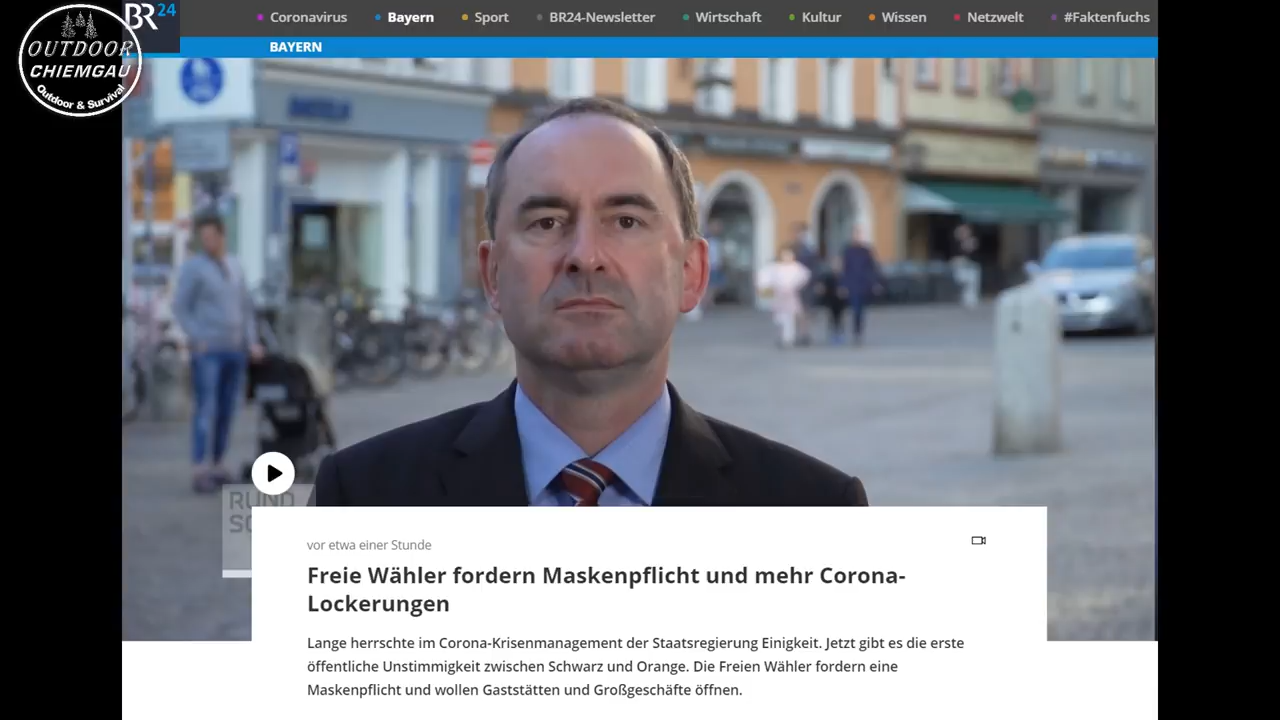 BR24
Coronavirus Bayern Sport BR24-Newsletter Wirtschaft Kultur Wissen Netzwelt #Faktenfuchs
OUTDOOR
CHIEMGAU
Outdoor & Survival
BAYERN
RUND
vor etwa einer Stunde
Freie Wähler fordern Maskenpflicht und mehr Corona-
Lockerungen
Lange herrschte im Corona-Krisenmanagement der Staatsregierung Einigkeit. Jetzt gibt es die erste
öffentliche Unstimmigkeit zwischen Schwarz und Orange. Die Freien Wähler fordern eine
Maskenpflicht und wollen Gaststätten und Großgeschäfte öffnen.